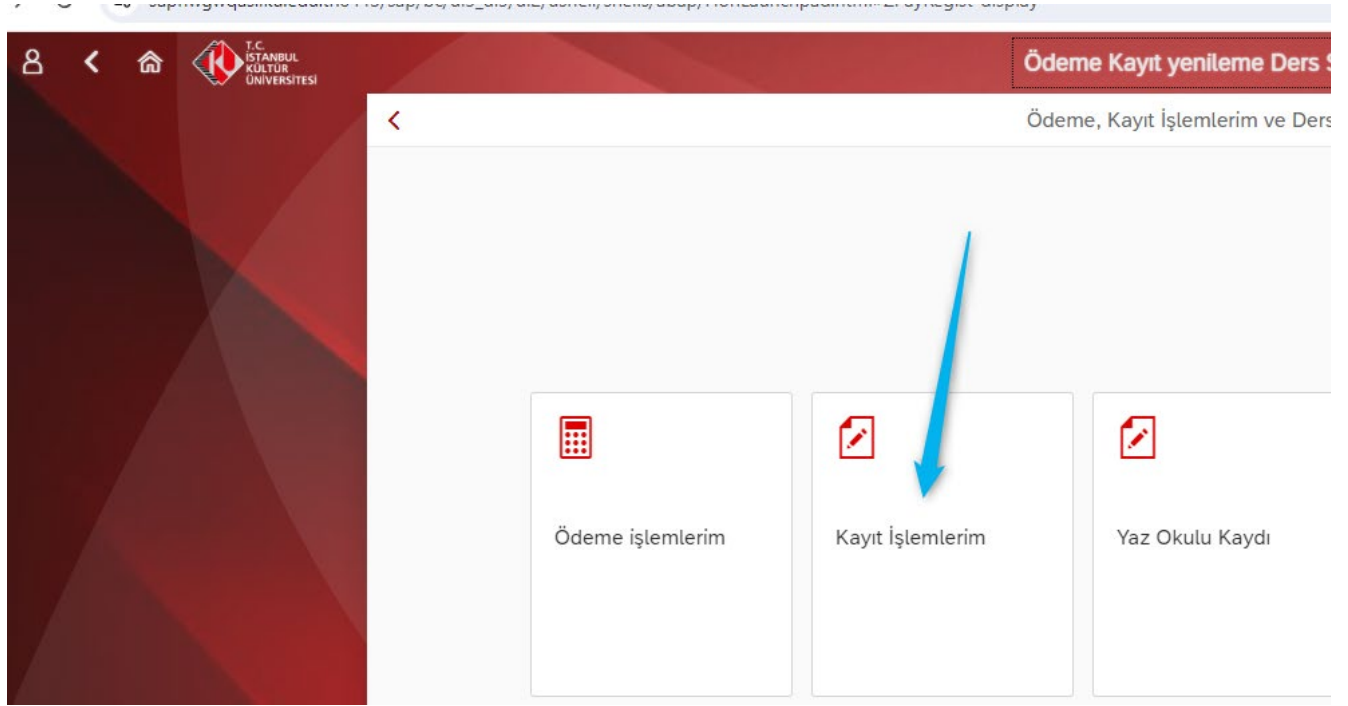 T.C.
İSTANBUL
KÜLTÜR
ÜNİVERSİTESİ
Ödeme Kayıt yenileme Ders
Ödeme, Kayıt İşlemlerim ve Ders
Ödeme işlemlerim
Kayıt İşlemlerim
Yaz Okulu Kaydı